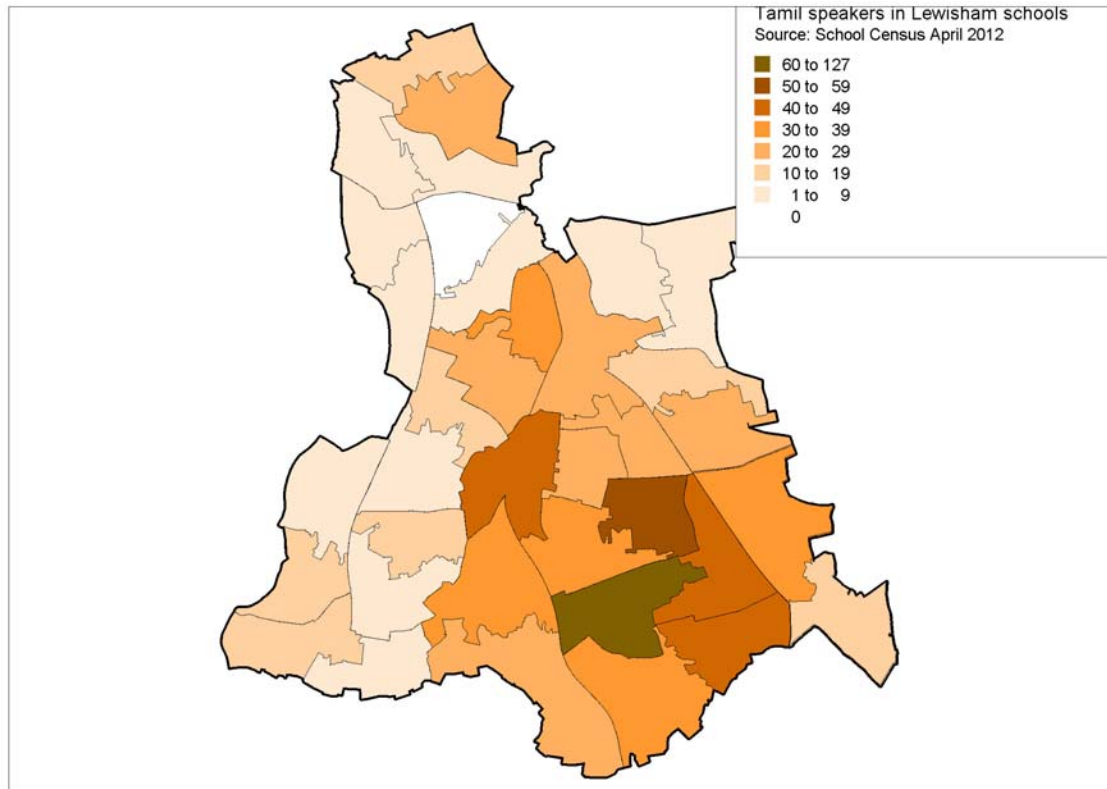 Tamil speakers in Lewisham schools
Source: School Census April 2012
60 to 127
50 to 59
40 to 49
30 to 39
20 to 29
10 to 19
1 to 9
0